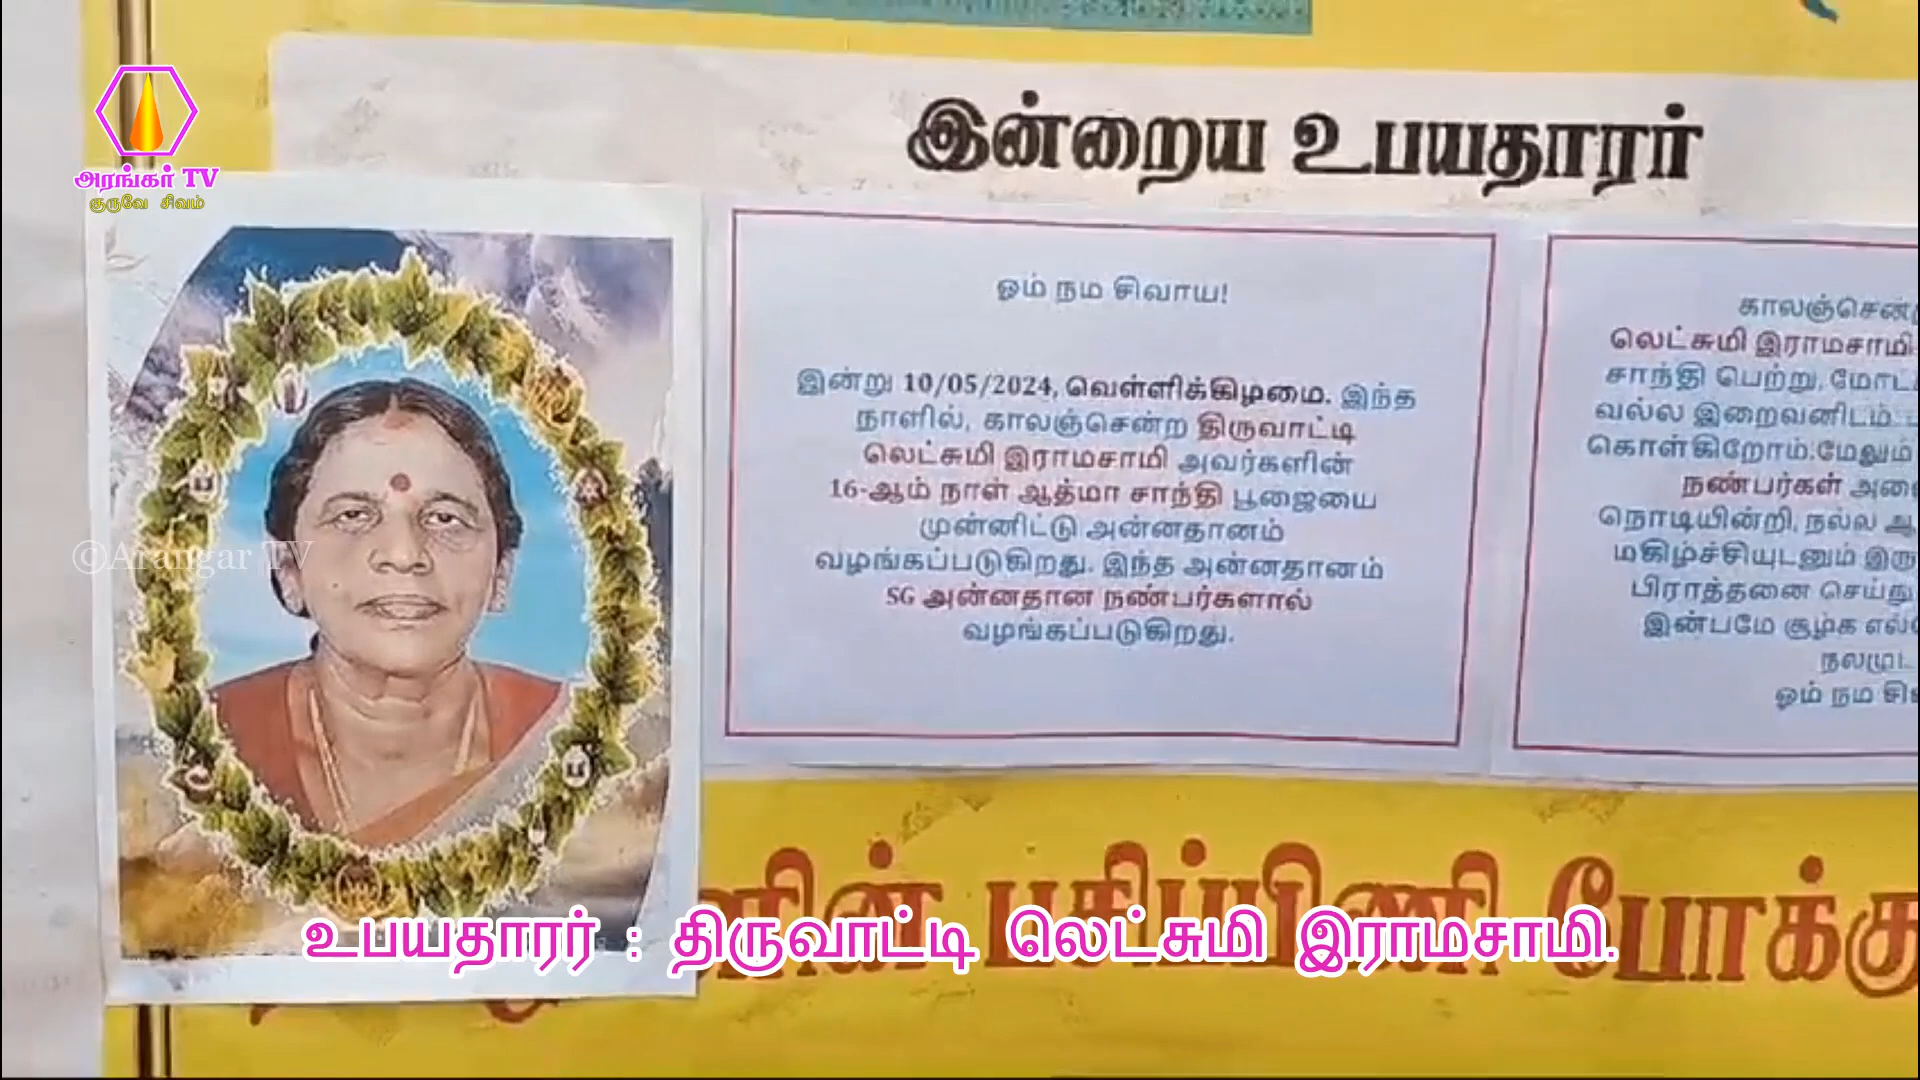 அரங்கர் TV
குருவே சிவம்
இன்றைய உபயதாரர்
ஓம் நம சிவாய!
இன்று 10/05/2024, வெள்ளிக்கிழமை. இந்த
நாளில், காலஞ்சென்ற திருவாட்டி
லெட்சுமி இராமசாமி அவர்களின்
16-ஆம் நாள் ஆத்மா சாந்தி பூஜையை
முன்னிட்டு அன்னதானம்
வழங்கப்படுகிறது. இந்த அன்னதானம்
SG அன்னதான நண்பர்களால்
வழங்கப்படுகிறது.
லெட்சுமி இராமசாமி
சாந்தி பெற்று,
வல்ல இறைவனிடம்
கொள்கிறோம்.மேலும்
நண்பர்கள்
நொடியின்றி, நல்ல
மகிழ்ச்சியுடனும்
பிரார்த்தனை செய்து
இன்பமே சூழ்க
ஓம் நம
©Arangar TV
பசிப்பிணி
உபயதாரர் : திருவாட்டி லெட்சுமி இராமசாமி.